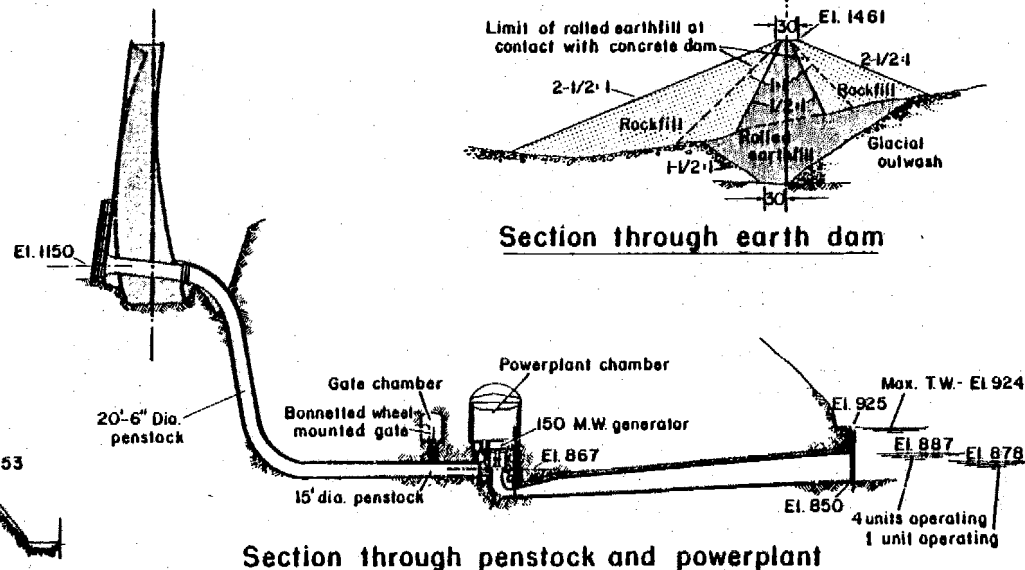 Limit of rolled earthfill at
contact with concrete dam
30
El. 1461
2-1/2:1
2-1/2:1
1:1
1/2:1
Rockfill
Rockfill
Rolled
earthfill
Glacial
outwash
1-1/2:1
30
Section through earth dam
El. 1150
20'-6" Dia.
penstock
Gate chamber
Bonnetted wheel
mounted gate
Powerplant chamber
150 M.W. generator
El. 867
15' dia. penstock
Max. T.W.- El. 924
El. 925
El. 887
El. 878
El. 850
4 units operating
1 unit operating
53
Section through penstock and powerplant